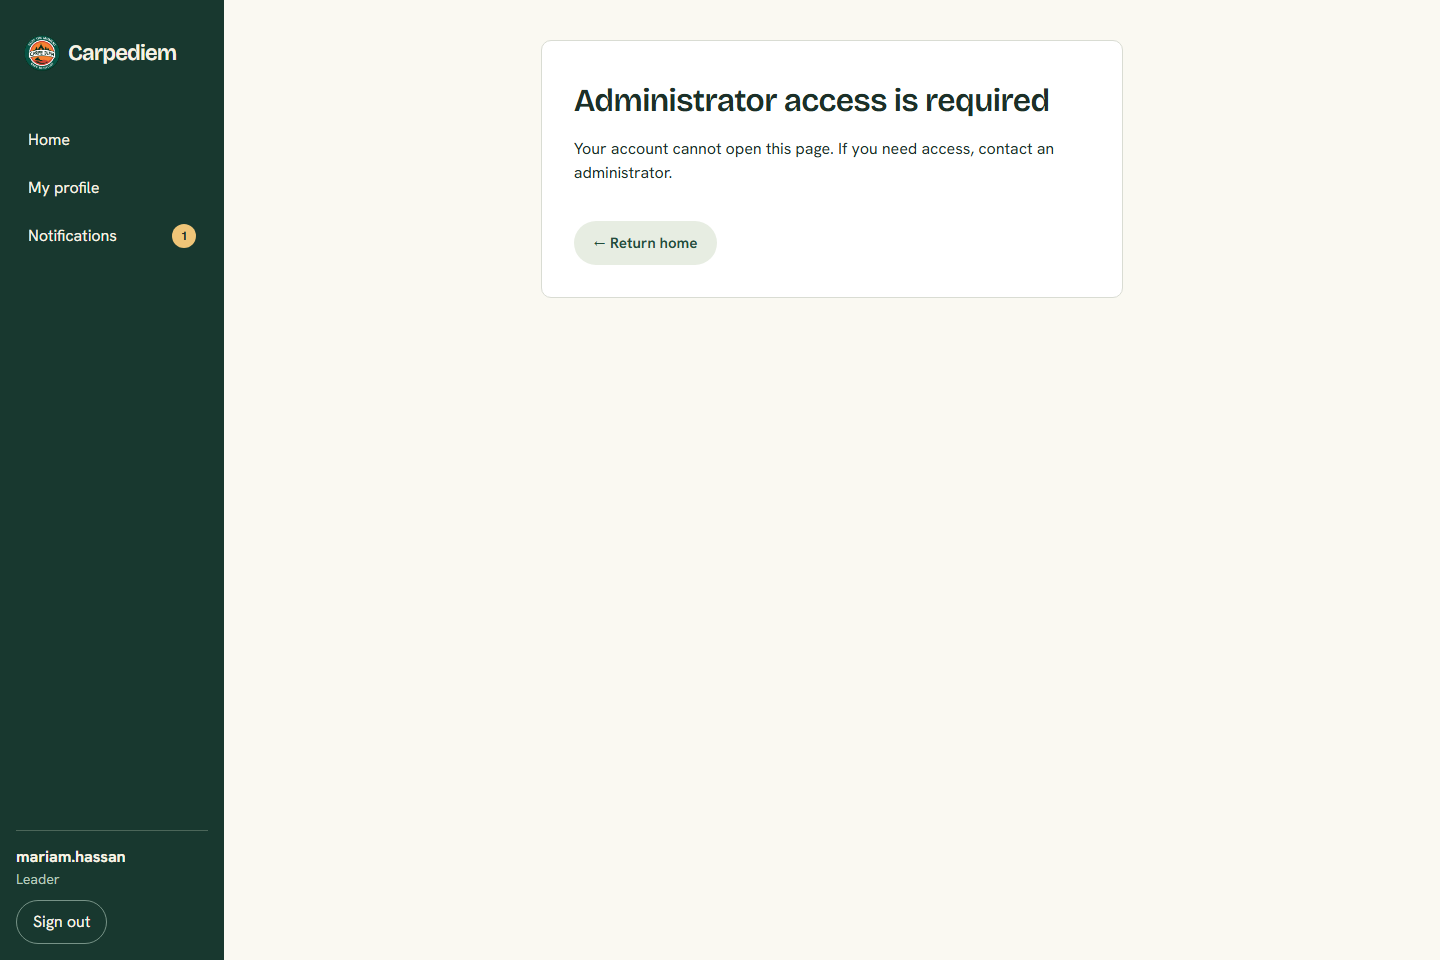 Carpediem
Home
My profile
Notifications 1
mariam.hassan
Leader
Sign out
Administrator access is required
Your account cannot open this page. If you need access, contact an
administrator.
← Return home